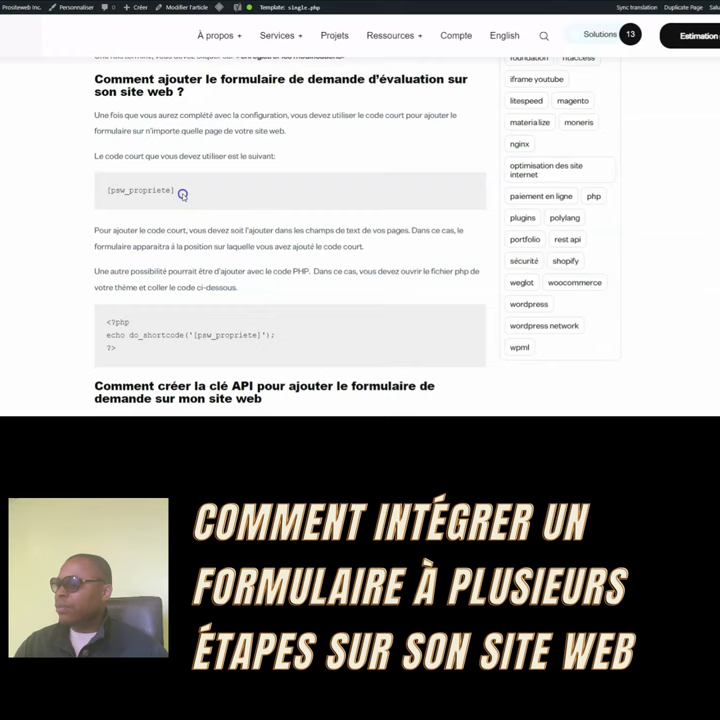 Prositeweb Inc. Personnaliser 0 Créer Modifier l'article Template: single.php Sync translation Duplicate Page
À propos + Services + Projets Ressources + Compte English Solutions 13 Estimation
Comment ajouter le formulaire de demande d'évaluation sur
son site web ?
Une fois que vous aurez complété avec la configuration, vous devez utiliser le code court pour ajouter le
formulaire sur n'importe quelle page de votre site web.
Le code court que vous devez utiliser est le suivant:
[psw_propriete]
Pour ajouter le code court, vous devez soit l'ajouter dans les champs de text de vos pages. Dans ce cas, le
formulaire apparaitra à la position sur laquelle vous avez ajouté le code court.
Une autre possibilité pourrait être d'ajouter avec le code PHP. Dans ce cas, vous devez ouvrir le fichier php de
votre thème et coller le code ci-dessous.
<?php
echo do_shortcode('[psw_propriete]');
?>
Comment créer la clé API pour ajouter le formulaire de
demande sur mon site web
foundation htaccess
iframe youtube
litespeed magento
materialize moneris
nginx
optimisation des site
internet
paiement en ligne php
plugins polylang
portfolio rest api
sécurité shopify
weglot woocommerce
wordpress
wordpress network
wpml
COMMENT INTÉGRER UN
FORMULAIRE À PLUSIEURS
ÉTAPES SUR SON SITE WEB